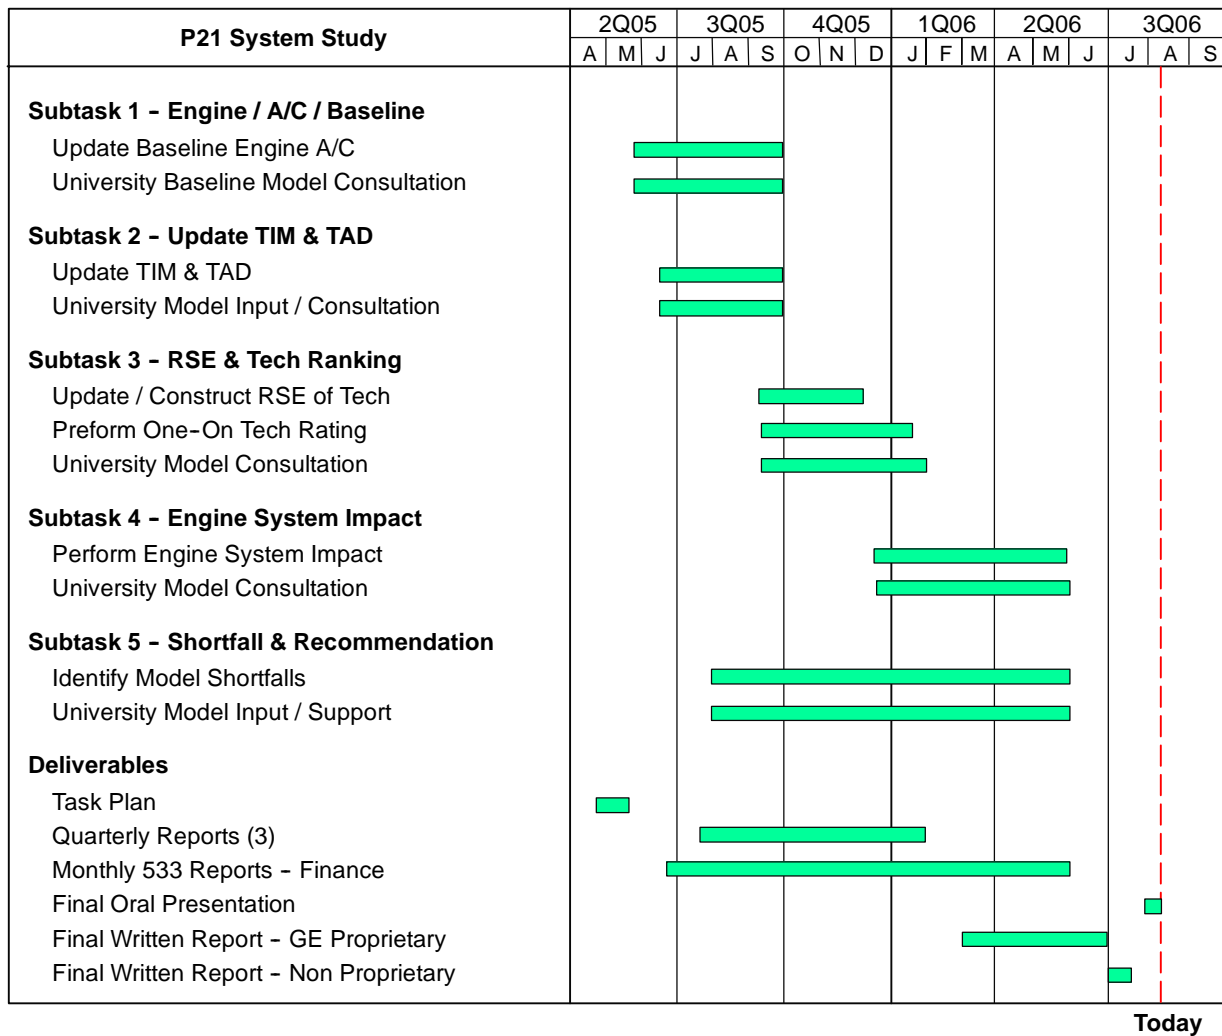 P21 System Study
2Q05 3Q05 4Q05 1Q06 2Q06 3Q06
A M J J A S O N D J F M A M J J A S
Subtask 1 – Engine / A/C / Baseline
Update Baseline Engine A/C
University Baseline Model Consultation
Subtask 2 – Update TIM & TAD
Update TIM & TAD
University Model Input / Consultation
Subtask 3 – RSE & Tech Ranking
Update / Construct RSE of Tech
Preform One–On Tech Rating
University Model Consultation
Subtask 4 – Engine System Impact
Perform Engine System Impact
University Model Consultation
Subtask 5 – Shortfall & Recommendation
Identify Model Shortfalls
University Model Input / Support
Deliverables
Task Plan
Quarterly Reports (3)
Monthly 533 Reports – Finance
Final Oral Presentation
Final Written Report – GE Proprietary
Final Written Report – Non Proprietary
Today